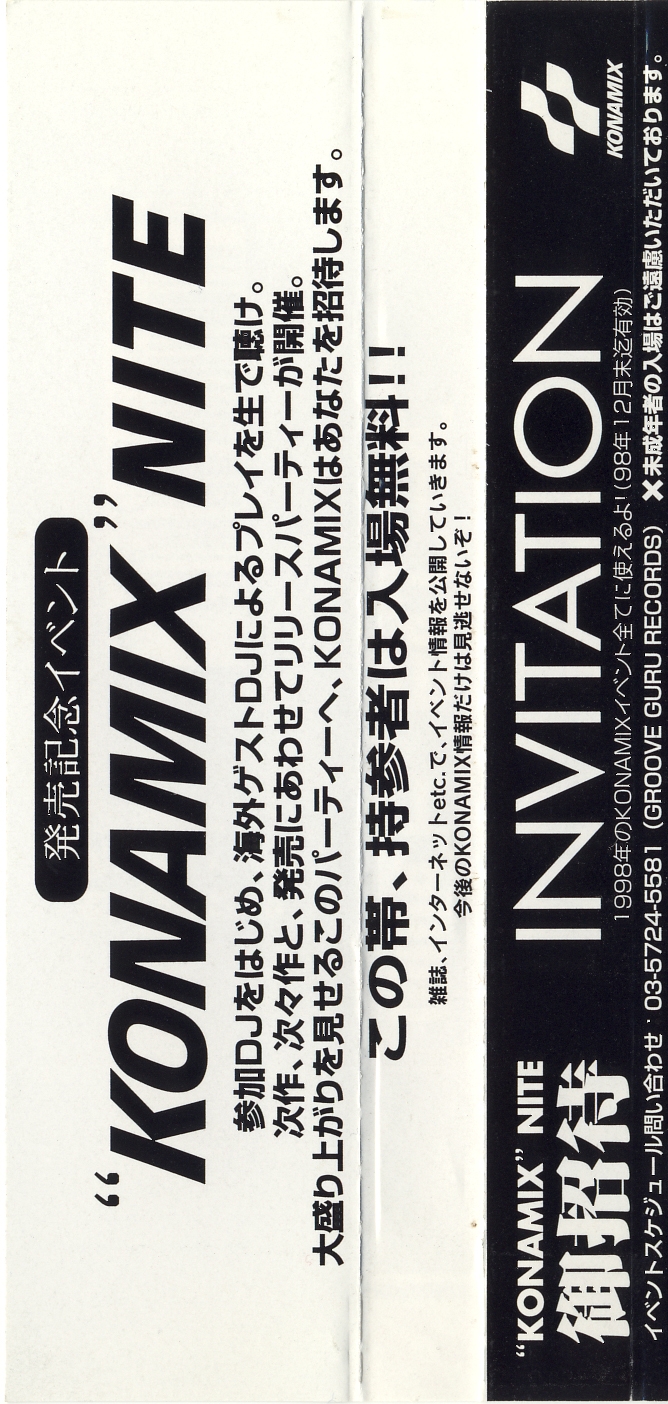 発売記念イベント
“KONAMIX” NITE
参加DJをはじめ、海外ゲストDJによるプレイを生で聴け。
次作、次々作と、発売にあわせてリリースパーティーが開催。
大盛り上がりを見せるこのパーティーへ、KONAMIXはあなたを招待します。
この帯、持参者は入場無料!!
雑誌、インターネットetc.で、イベント情報を公開していきます。
今後のKONAMIX情報だけは見逃せないぞ！
“KONAMIX” NITE
御招待
INVITATION
1998年のKONAMIXイベント全てに使えるよ！（98年12月末迄有効）
KONAMIX
イベントスケジュール問い合わせ：03-5724-5581（GROOVE GURU RECORDS）✖未成年者の入場はご遠慮いただいております。